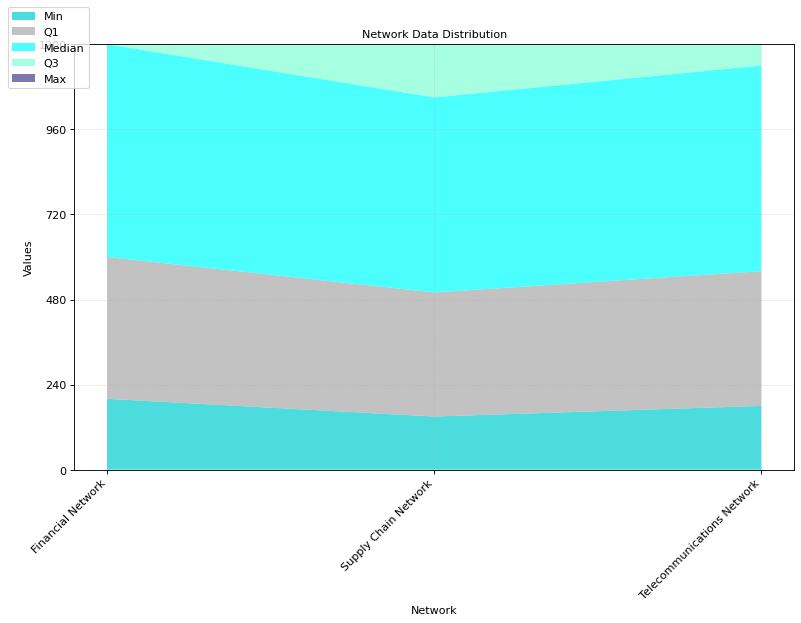 Min
Q1
Median
Q3
Max
Network Data Distribution
960
720
480
240
0
Values
Financial Network
Supply Chain Network
Telecommunications Network
Network